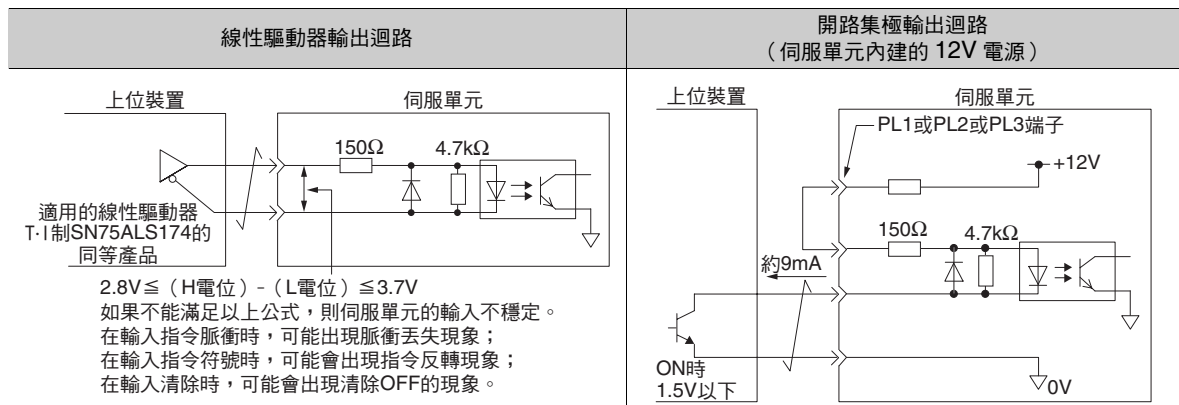 線性驅動器輸出迴路
上位裝置
伺服單元
150Ω
4.7kΩ
適用的線性驅動器
T·I制SN75ALS174的
同等產品
2.8V≦（H電位）-（L電位）≦3.7V
如果不能滿足以上公式，則伺服單元的輸入不穩定。
在輸入指令脈衝時，可能出現脈衝丟失現象；
在輸入指令符號時，可能會出現指令反轉現象；
在輸入清除時，可能會出現清除OFF的現象。
開路集極輸出迴路
（伺服單元內建的 12V 電源）
上位裝置
伺服單元
PL1或PL2或PL3端子
+12V
150Ω
4.7kΩ
約9mA
ON時
1.5V以下
0V